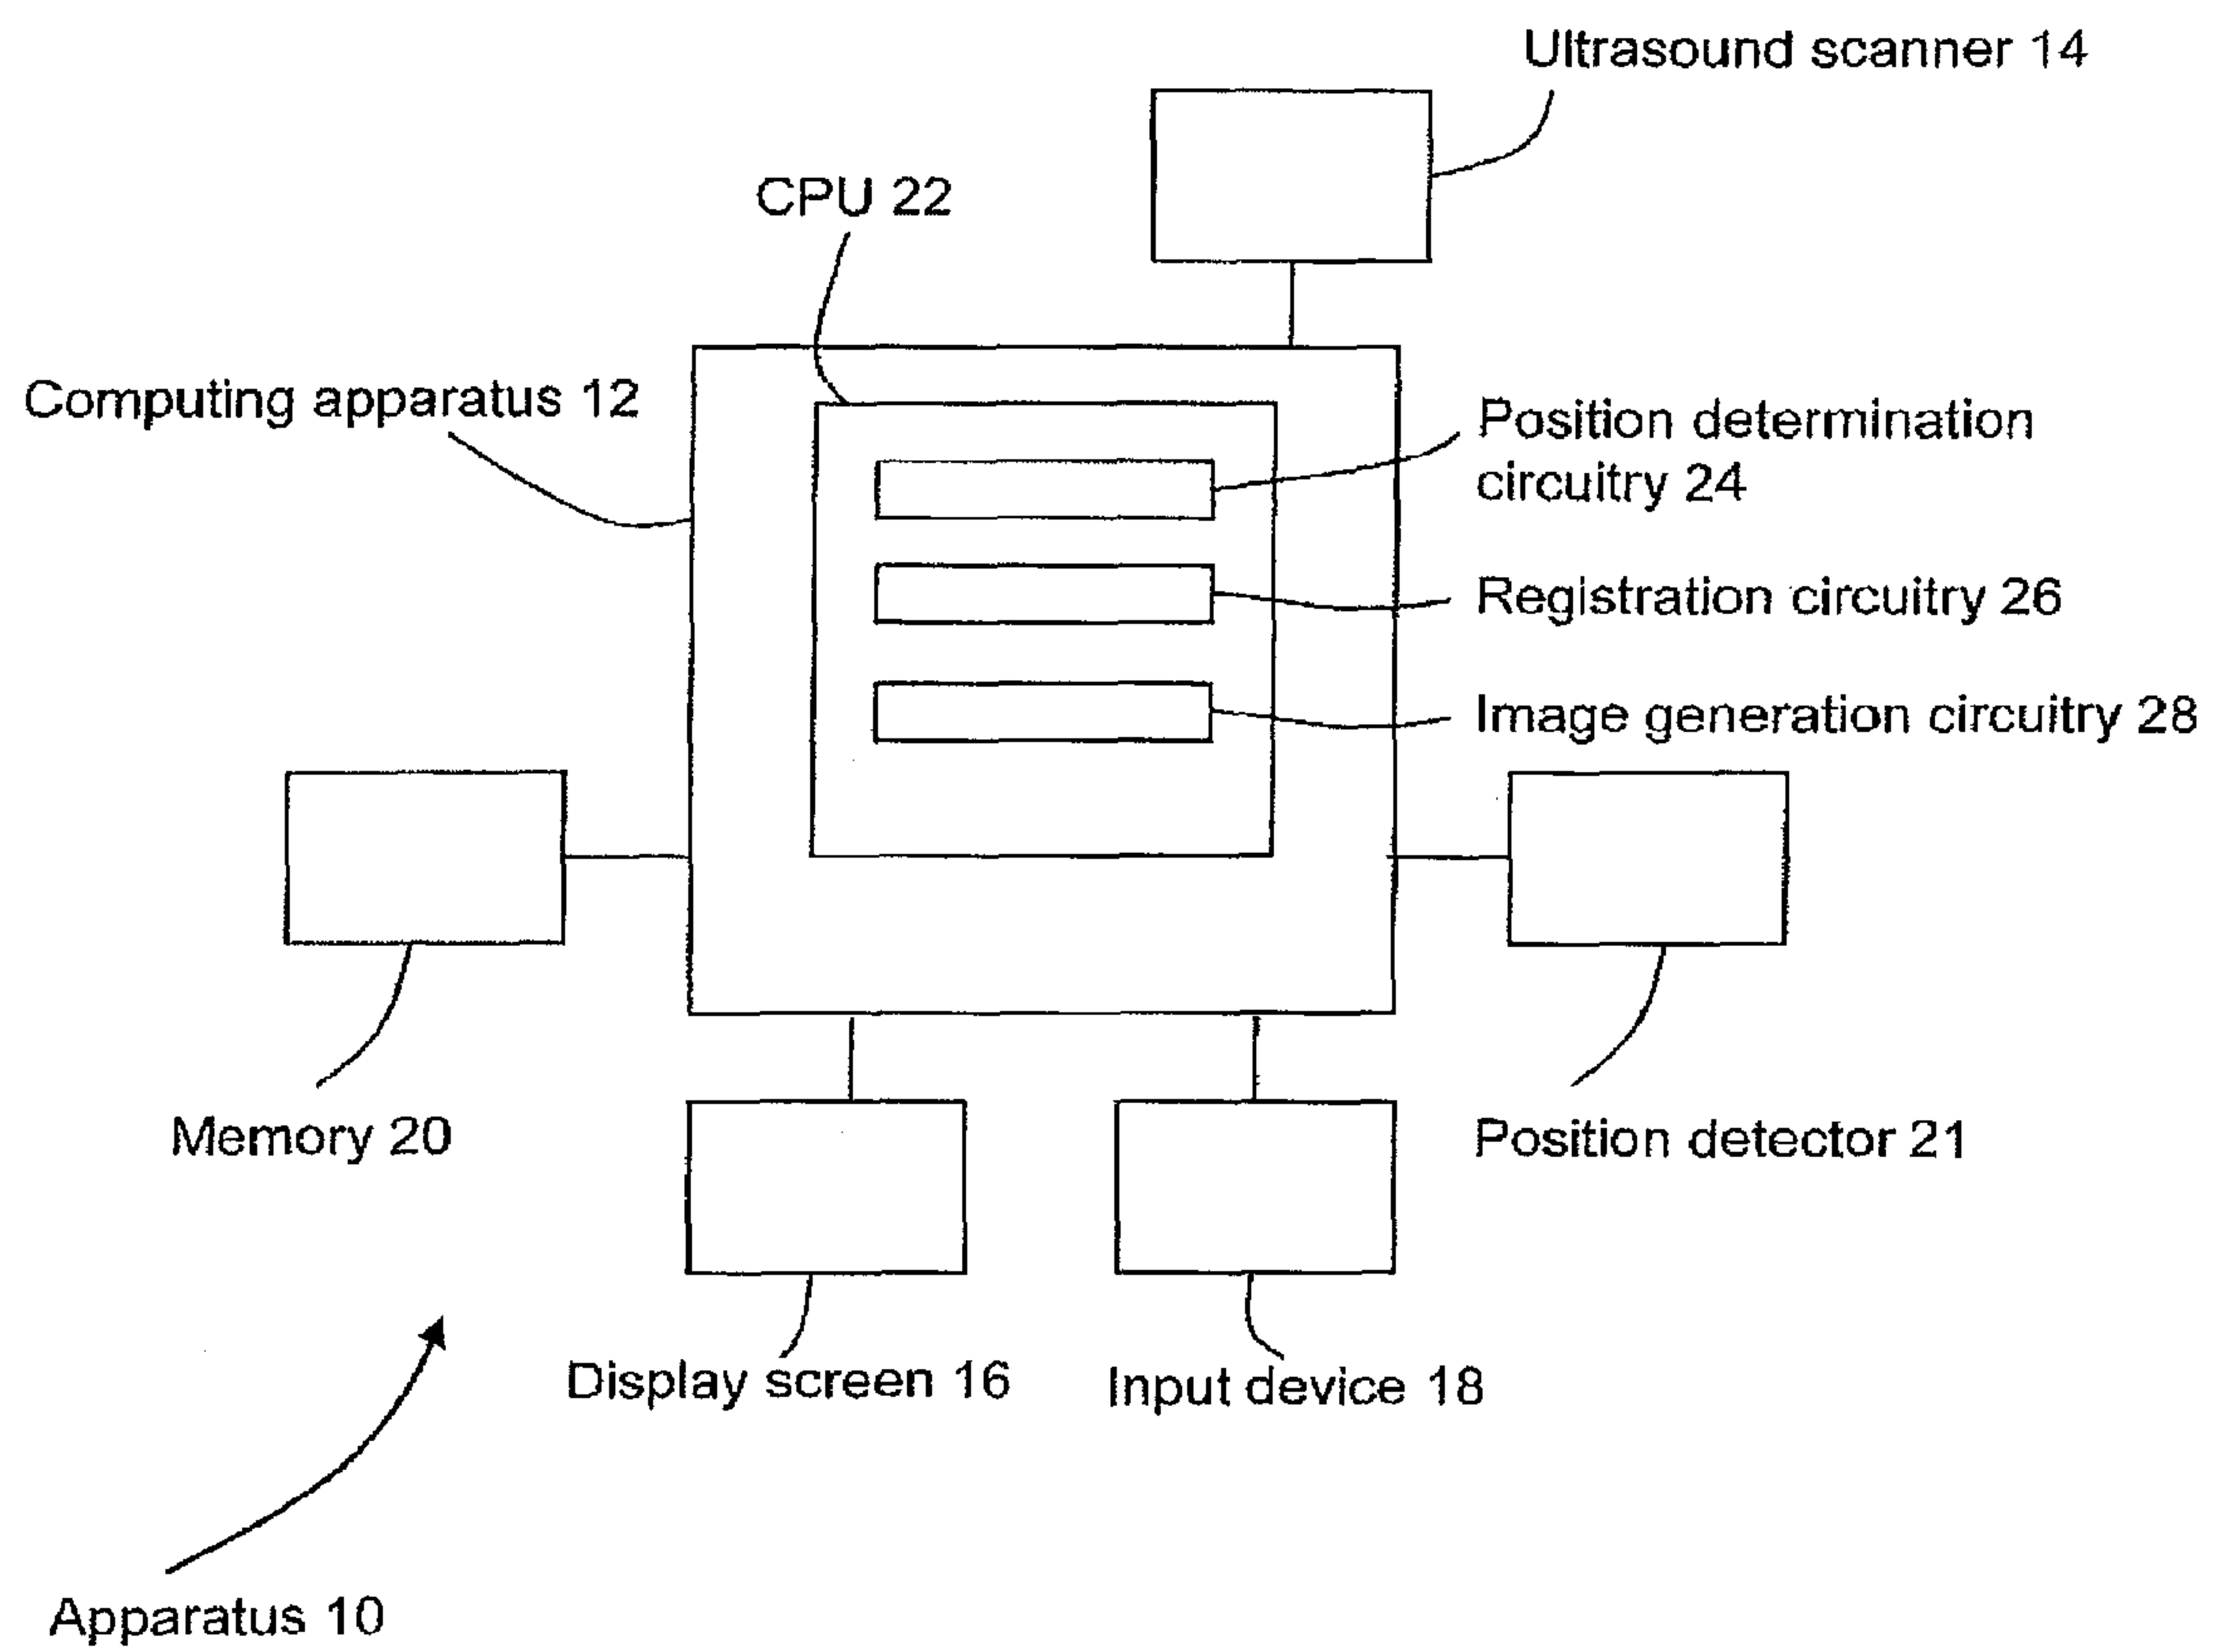 Ultrasound scanner 14
CPU 22
Computing apparatus 12
Position determination
circuitry 24
Registration circuitry 26
Image generation circuitry 28
Memory 20
Position detector 21
Display screen 16
Input device 18
Apparatus 10